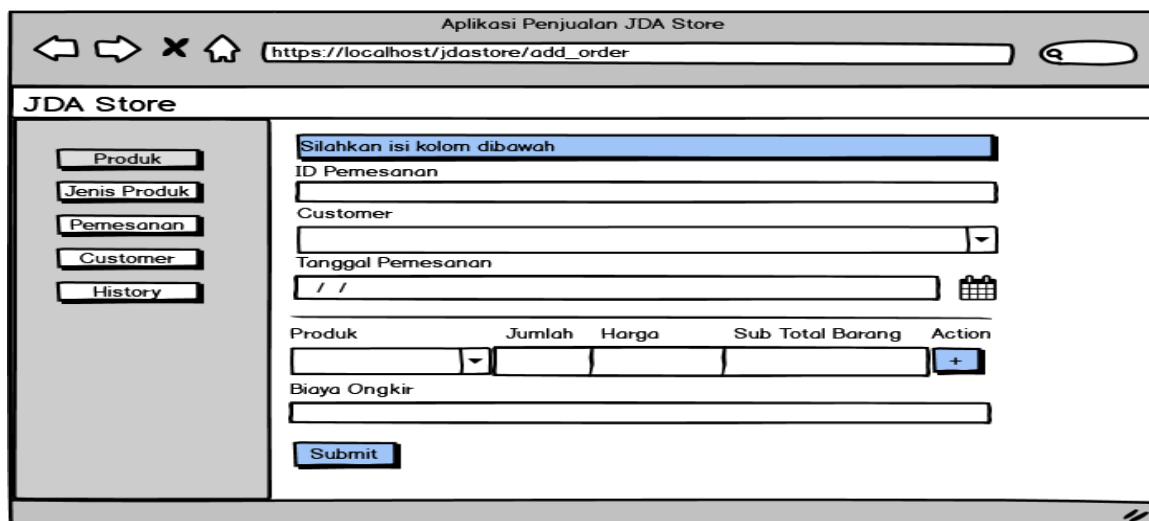 Aplikasi Penjualan JDA Store
https://localhost/jdastore/add_order
JDA Store
Produk
Jenis Produk
Pemesanan
Customer
History
Silahkan isi kolom dibawah
ID Pemesanan
Customer
Tanggal Pemesanan
/ /
Produk Jumlah Harga Sub Total Barang Action
+
Biaya Ongkir
Submit